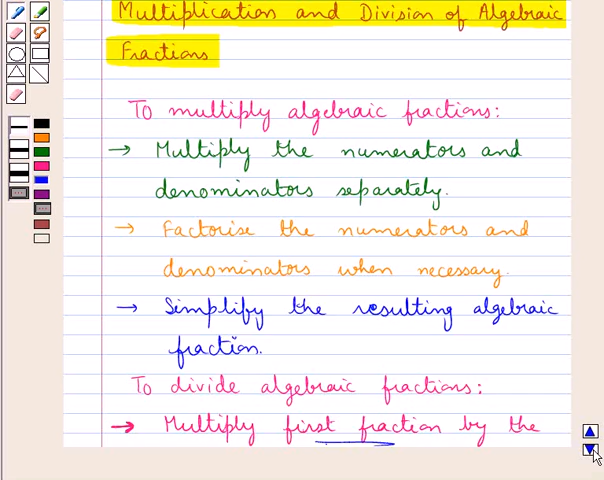 Multiplication and Division of Algebraic
Fractions
To multiply algebraic fractions:
→ Multiply the numerators and
denominators separately.
→ Factorise the numerators and
denominators when necessary.
→ Simplify the resulting algebraic
fraction.
To divide algebraic fractions:
→ Multiply first fraction by the